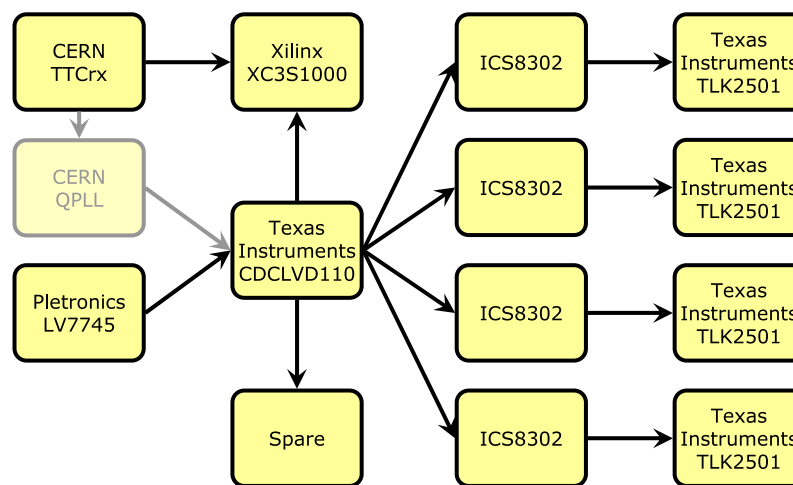 CERN
TTCrx
Xilinx
XC3S1000
ICS8302
Texas
Instruments
TLK2501
CERN
QPLL
ICS8302
Texas
Instruments
TLK2501
Texas
Instruments
CDCLVD110
Pletronics
LV7745
ICS8302
Texas
Instruments
TLK2501
Spare
ICS8302
Texas
Instruments
TLK2501